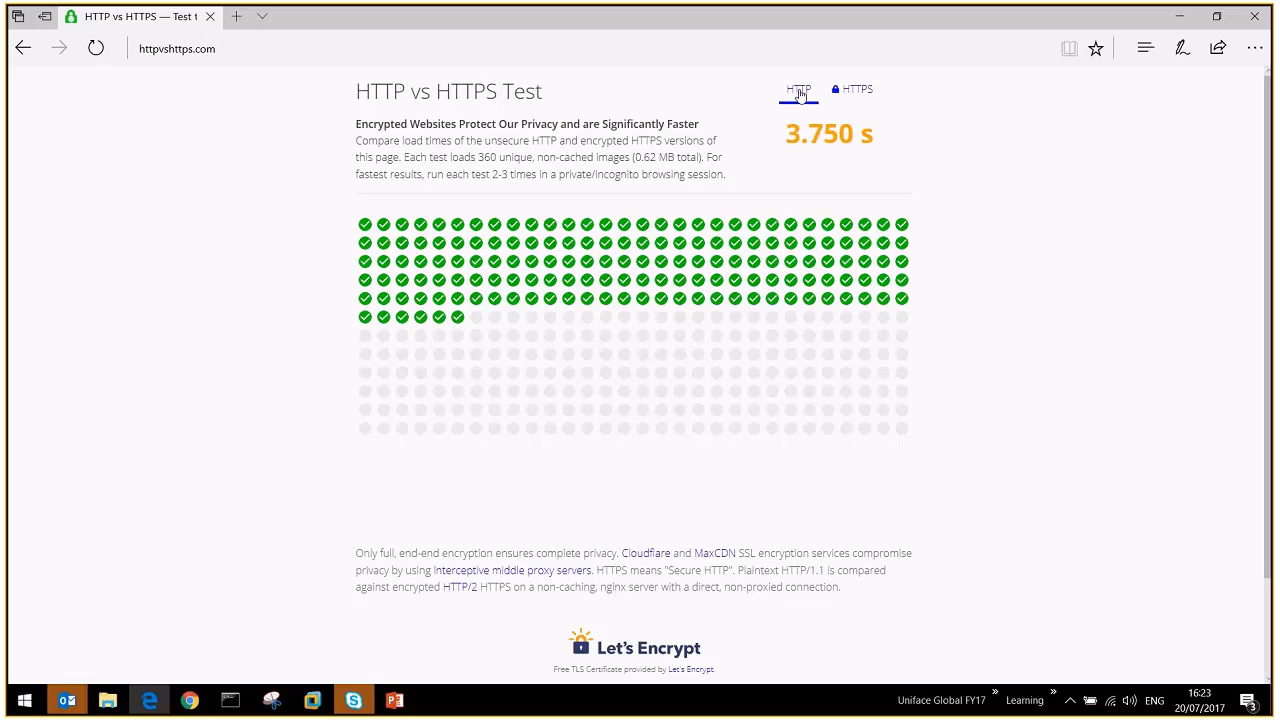 HTTP vs HTTPS — Test t
httpvshttps.com
HTTP vs HTTPS Test
HTTP
HTTPS
Encrypted Websites Protect Our Privacy and are Significantly Faster
3.750 s
Compare load times of the unsecure HTTP and encrypted HTTPS versions of
this page. Each test loads 360 unique, non-cached images (0.62 MB total). For
fastest results, run each test 2-3 times in a private/incognito browsing session.
Only full, end-end encryption ensures complete privacy. Cloudflare and MaxCDN SSL encryption services compromise
privacy by using interceptive middle proxy servers. HTTPS means "Secure HTTP". Plaintext HTTP/1.1 is compared
against encrypted HTTP/2 HTTPS on a non-caching, nginx server with a direct, non-proxied connection.
Let's Encrypt
Free TLS Certificate provided by Let's Encrypt.
Uniface Global FY17 » Learning » ENG
16:23
20/07/2017
3